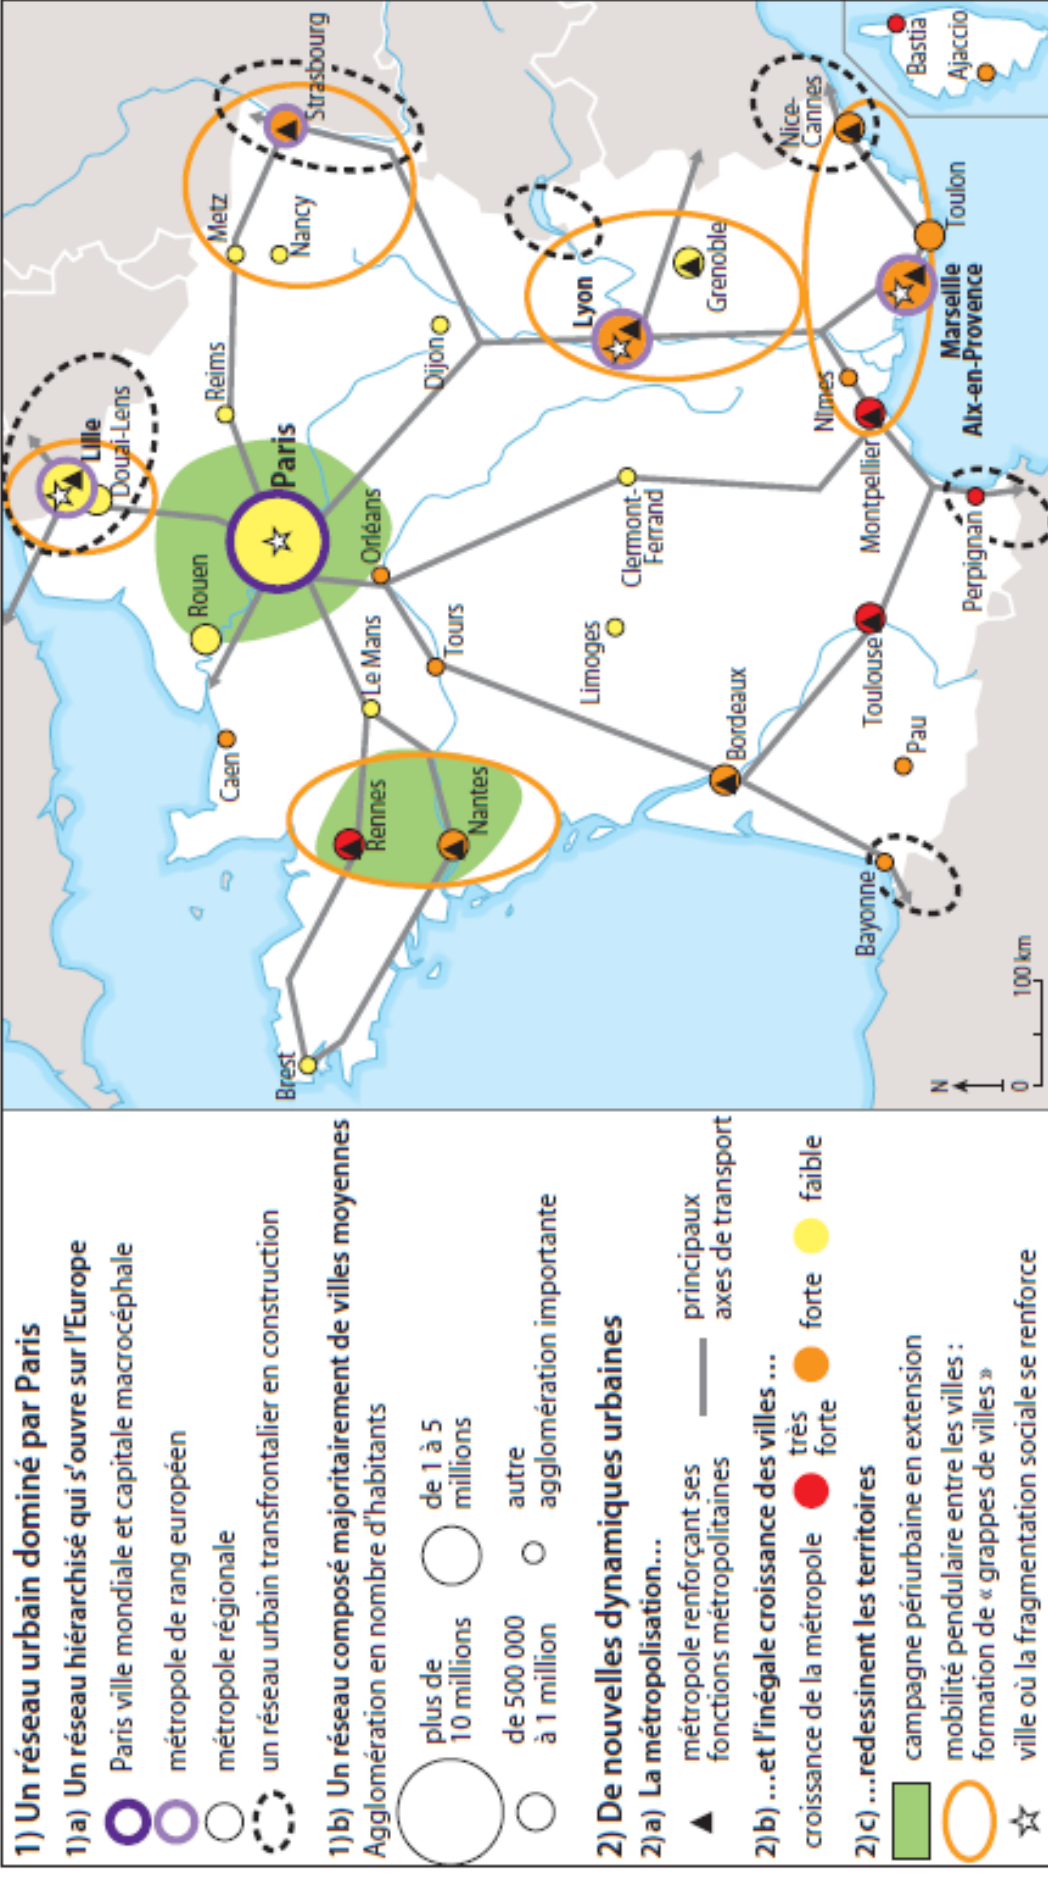 1) Un réseau urbain dominé par Paris
1)a) Un réseau hiérarchisé qui s'ouvre sur l'Europe
Paris ville mondiale et capitale macrocéphale
métropole de rang européen
métropole régionale
un réseau urbain transfrontalier en construction
1)b) Un réseau composé majoritairement de villes moyennes
Agglomération en nombre d'habitants
plus de
10 millions
de 1 à 5
millions
de 500 000
à 1 million
autre
agglomération importante
2) De nouvelles dynamiques urbaines
2)a) La métropolisation...
métropole renforçant ses
fonctions métropolitaines
principaux
axes de transport
2)b) ...et l'inégale croissance des villes ...
croissance de la métropole
très
forte
forte
faible
2)c) ...redessinent les territoires
campagne périurbaine en extension
mobilité pendulaire entre les villes :
formation de « grappes de villes »
ville où la fragmentation sociale se renforce
Lille
Douai-Lens
Rouen
Caen
Paris
Reims
Metz
Nancy
Strasbourg
Brest
Rennes
Nantes
Le Mans
Orléans
Tours
Dijon
Limoges
Clermont-
Ferrand
Lyon
Grenoble
Bordeaux
Bayonne
Pau
Toulouse
Montpellier
Nîmes
Perpignan
Marseille
Aix-en-Provence
Toulon
Nice-
Cannes
Bastia
Ajaccio
N
0
100 km